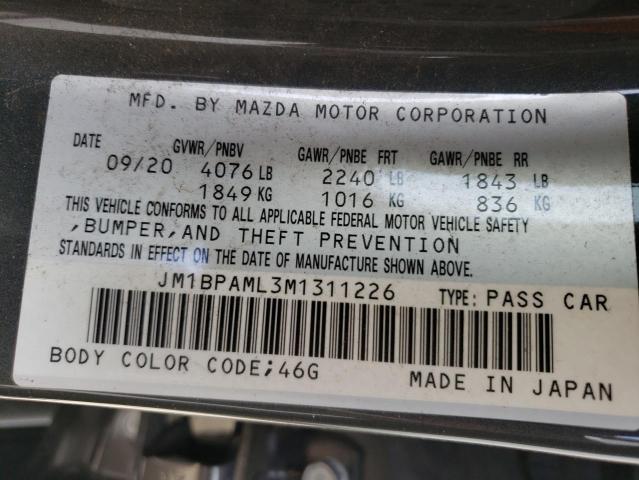 MFD. BY MAZDA MOTOR CORPORATION
DATE GVWR/PNBV GAWR/PNBE FRT GAWR/PNBE RR
09/20 4076 LB 2240 LB 1843 LB
1849 KG 1016 KG 836 KG
THIS VEHICLE CONFORMS TO ALL APPLICABLE FEDERAL MOTOR VEHICLE SAFETY
,BUMPER,AND THEFT PREVENTION
STANDARDS IN EFFECT ON THE DATE OF MANUFACTURE SHOWN ABOVE.
JM1BPAML3M1311226 TYPE: PASS CAR
BODY COLOR CODE;46G MADE IN JAPAN